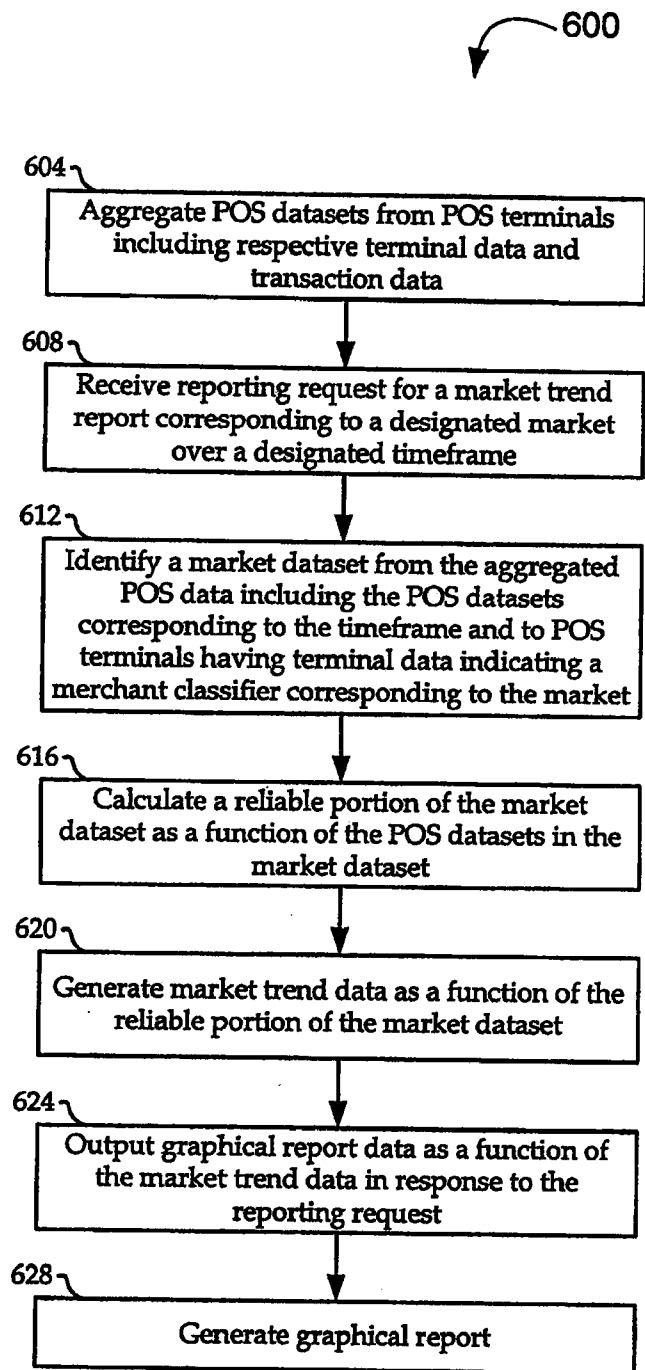 600
604
Aggregate POS datasets from POS terminals
including respective terminal data and
transaction data
608
Receive reporting request for a market trend
report corresponding to a designated market
over a designated timeframe
612
Identify a market dataset from the aggregated
POS data including the POS datasets
corresponding to the timeframe and to POS
terminals having terminal data indicating a
merchant classifier corresponding to the market
616
Calculate a reliable portion of the market
dataset as a function of the POS datasets in the
market dataset
620
Generate market trend data as a function of the
reliable portion of the market dataset
624
Output graphical report data as a function of
the market trend data in response to the
reporting request
628
Generate graphical report